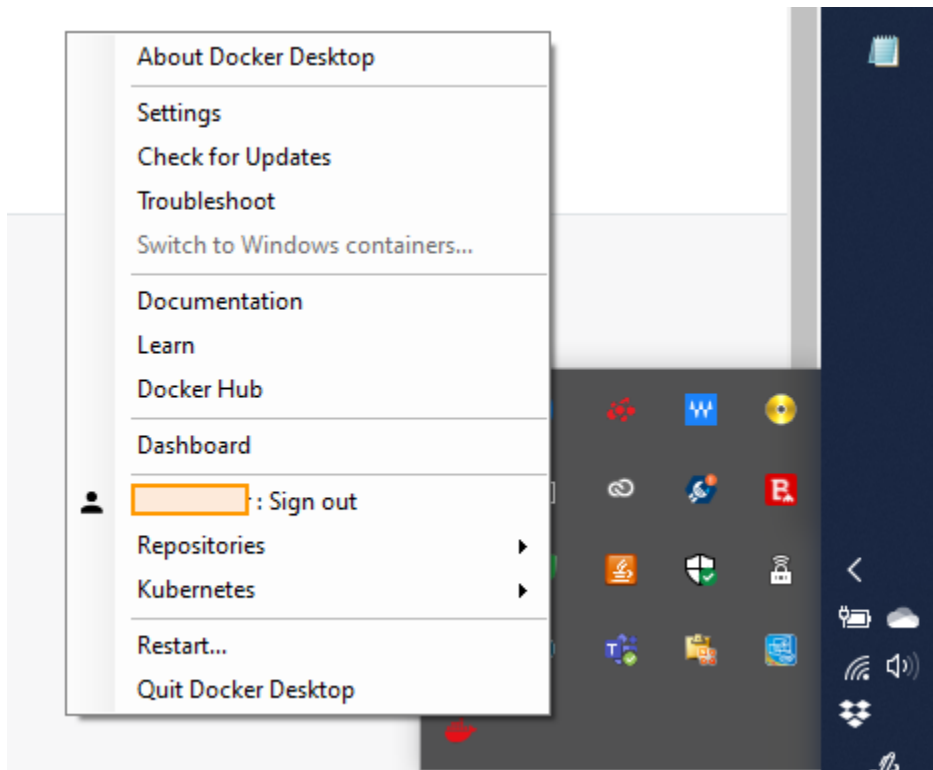 About Docker Desktop
Settings
Check for Updates
Troubleshoot
Switch to Windows containers...
Documentation
Learn
Docker Hub
Dashboard
: Sign out
Repositories
Kubernetes
Restart...
Quit Docker Desktop